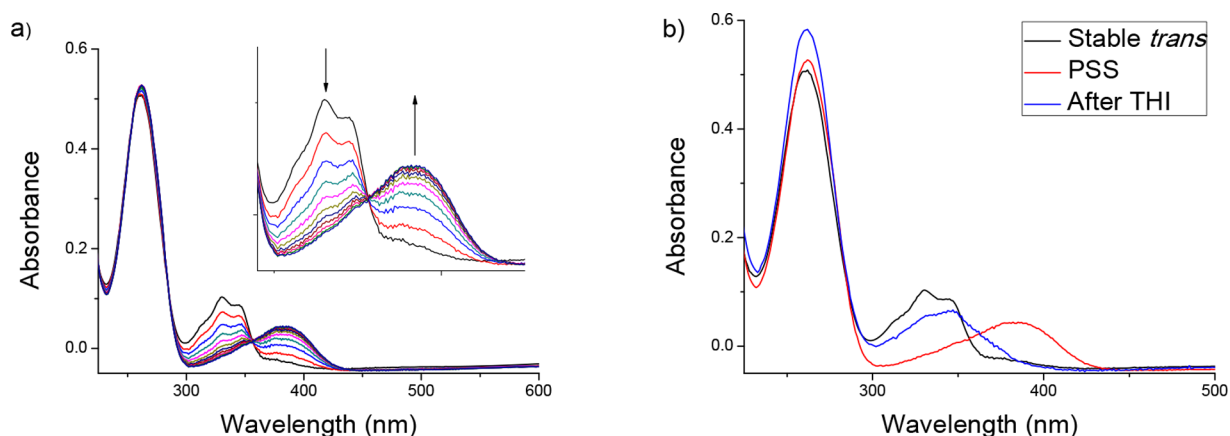 a)
0.6
0.4
0.2
0.0
Absorbance
300
400
500
600
Wavelength (nm)
b)
0.6
0.4
0.2
0.0
Absorbance
300
400
500
Wavelength (nm)
Stable trans
PSS
After THI